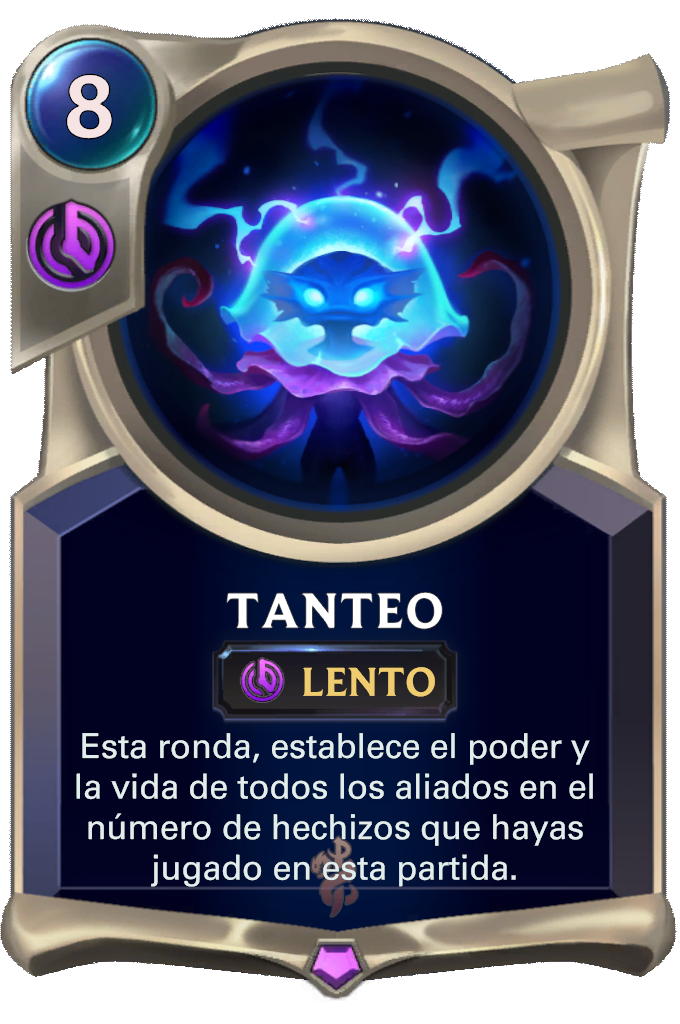 8
TANTEO
LENTO
Esta ronda, establece el poder y
la vida de todos los aliados en el
número de hechizos que hayas
jugado en esta partida.